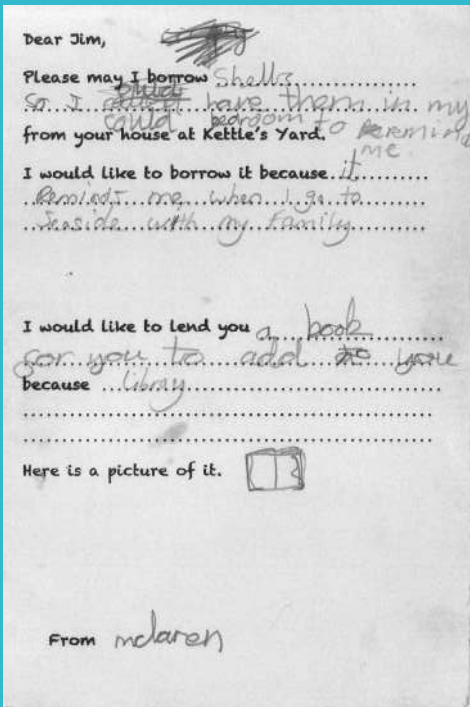 Dear Jim,
Please may I borrow Shells
So I could have them in my
bedroom to remind
me
from your house at Kettle's Yard.
I would like to borrow it because it
Reminds me when I go to
Seaside with my Family
I would like to lend you a book
for you to add to your
because libray
Here is a picture of it.
From mclaren